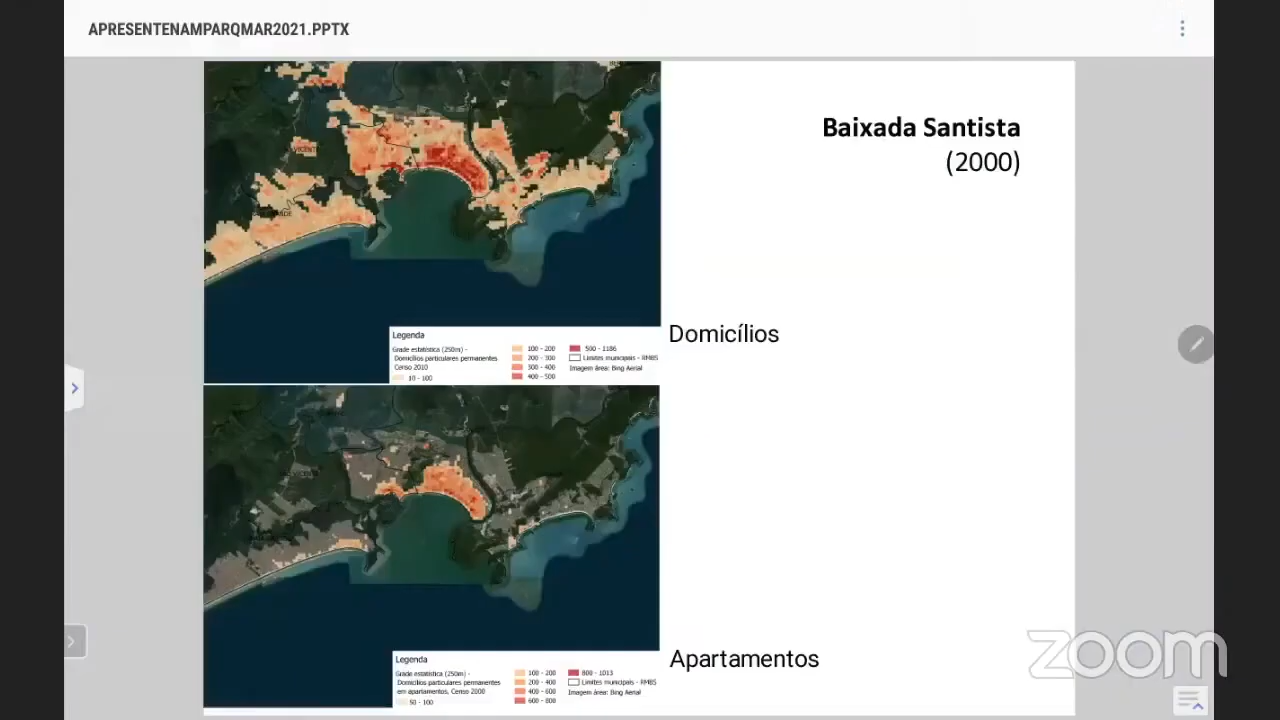 APRESENTENAMPARQMAR2021.PPTX
Baixada Santista
(2000)
Domicílios
Legenda
Grade estatística (250m) -
Domicílios particulares permanentes
Censo 2010
10 - 100
100 - 200
200 - 300
300 - 400
400 - 500
500 - 1186
Limites municipais - RMBS
Imagem área: Bing Aerial
Apartamentos
Legenda
Grade estatística (250m) -
Domicílios particulares permanentes
em apartamentos, Censo 2000
50 - 100
100 - 200
200 - 400
400 - 600
600 - 800
800 - 1013
Limites municipais - RMBS
Imagem área: Bing Aerial
zoom